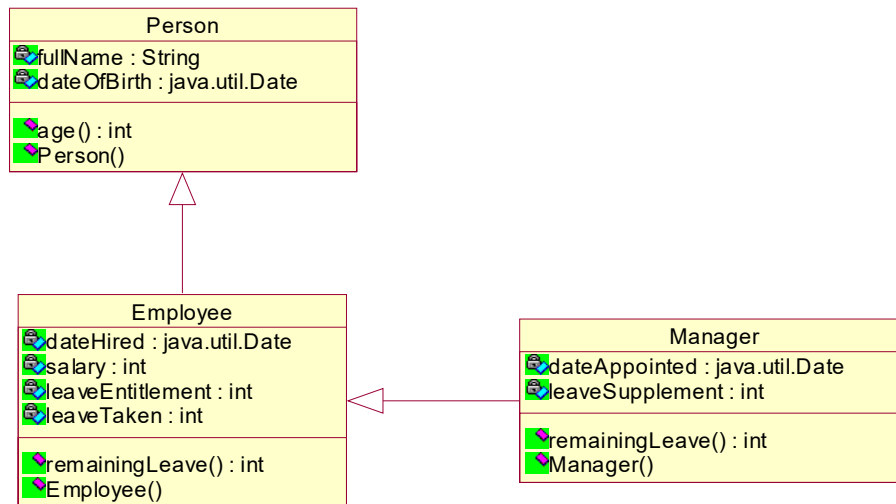 Person
fullName : String
dateOfBirth : java.util.Date
age() : int
Person()
Employee
dateHired : java.util.Date
salary : int
leaveEntitlement : int
leaveTaken : int
remainingLeave() : int
Employee()
Manager
dateAppointed : java.util.Date
leaveSupplement : int
remainingLeave() : int
Manager()